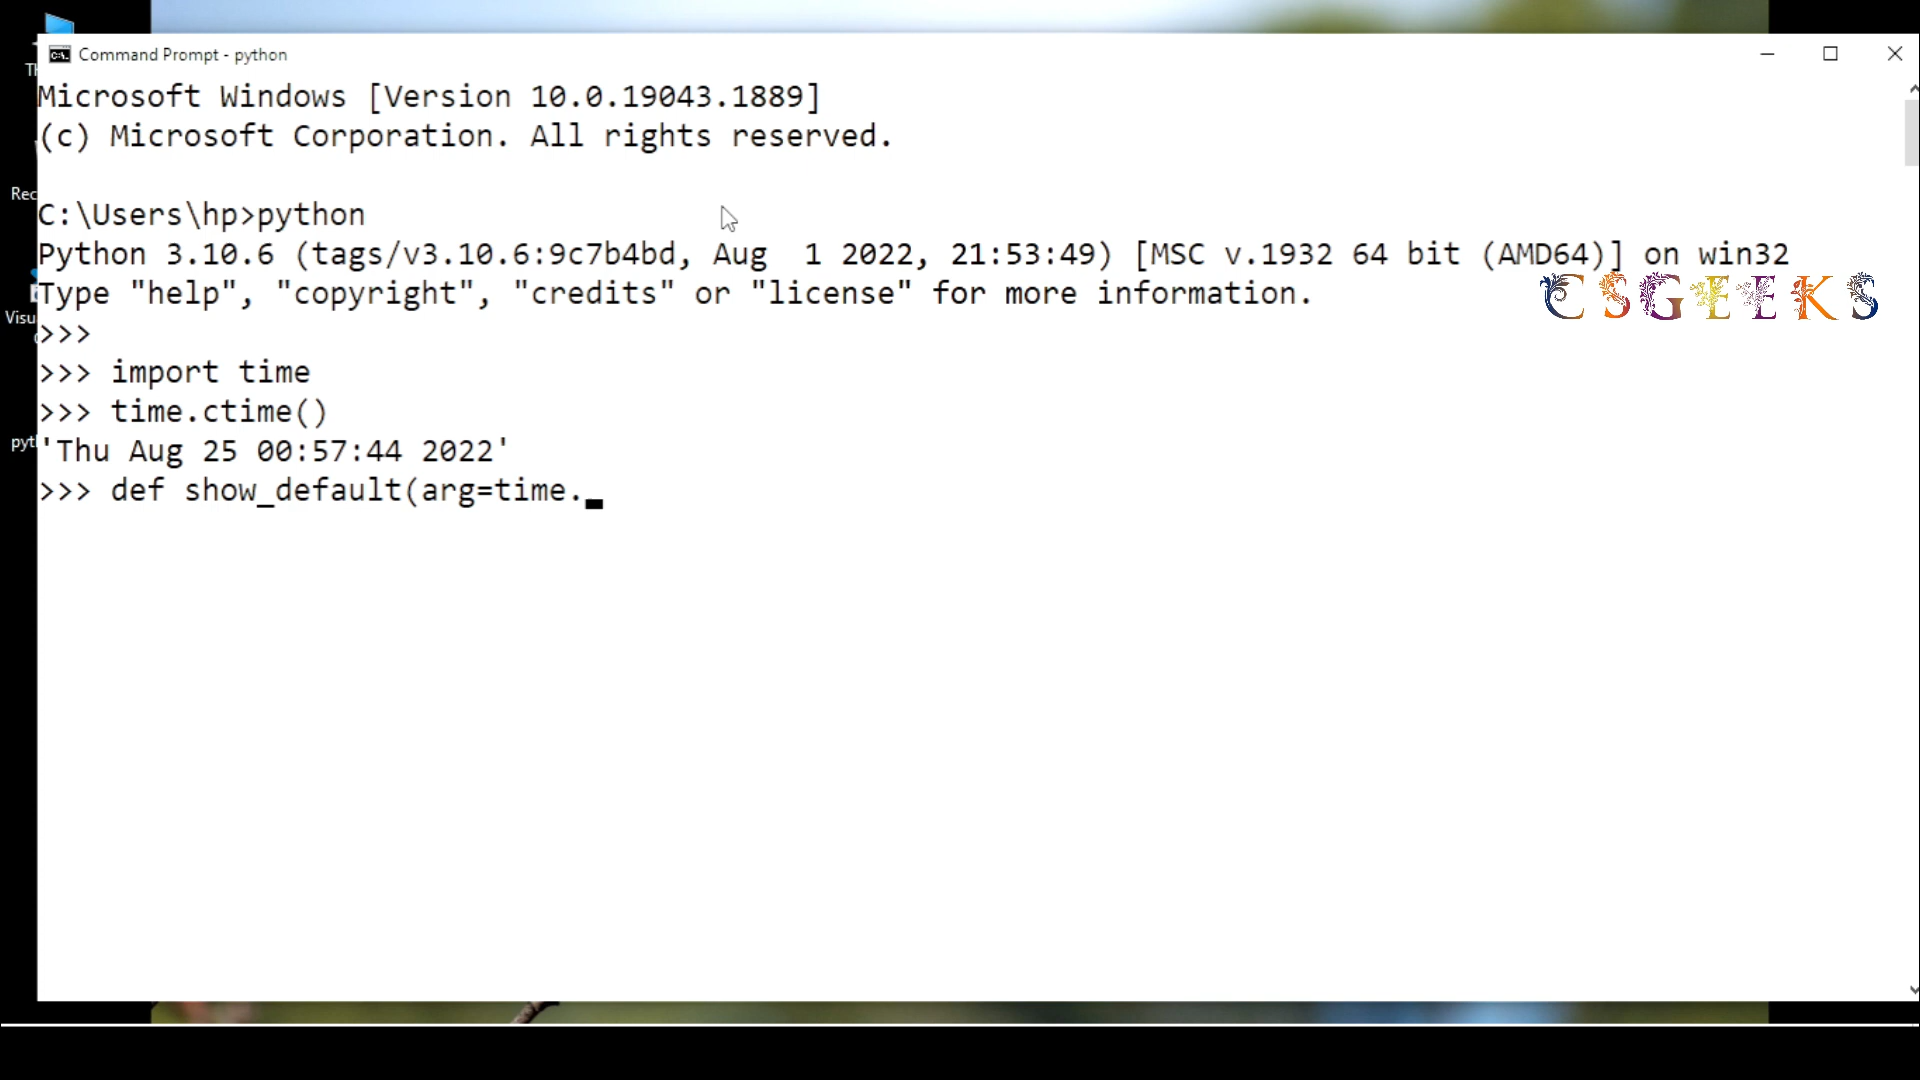 Command Prompt - python
Microsoft Windows [Version 10.0.19043.1889]
(c) Microsoft Corporation. All rights reserved.
C:\Users\hp>python
Python 3.10.6 (tags/v3.10.6:9c7b4bd, Aug  1 2022, 21:53:49) [MSC v.1932 64 bit (AMD64)] on win32
Type "help", "copyright", "credits" or "license" for more information.
CSGEEKS
>>>
>>> import time
>>> time.ctime()
'Thu Aug 25 00:57:44 2022'
>>> def show_default(arg=time.